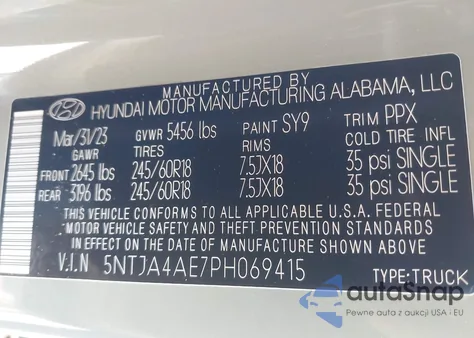 MANUFACTURED BY
HYUNDAI MOTOR MANUFACTURING ALABAMA, LLC
Mar/31/23 GVWR 5456 lbs PAINT SY9 TRIM PPX
GAWR TIRES RIMS COLD TIRE INFL
FRONT 2645 lbs 245/60R18 7.5JX18 35 psi SINGLE
REAR 3196 lbs 245/60R18 7.5JX18 35 psi SINGLE
THIS VEHICLE CONFORMS TO ALL APPLICABLE U.S.A. FEDERAL
MOTOR VEHICLE SAFETY AND THEFT PREVENTION STANDARDS
IN EFFECT ON THE DATE OF MANUFACTURE SHOWN ABOVE.
V.I.N 5NTJA4AE7PH069415 TYPE:TRUCK
autoSnap
Pewne auta z aukcji USA i EU